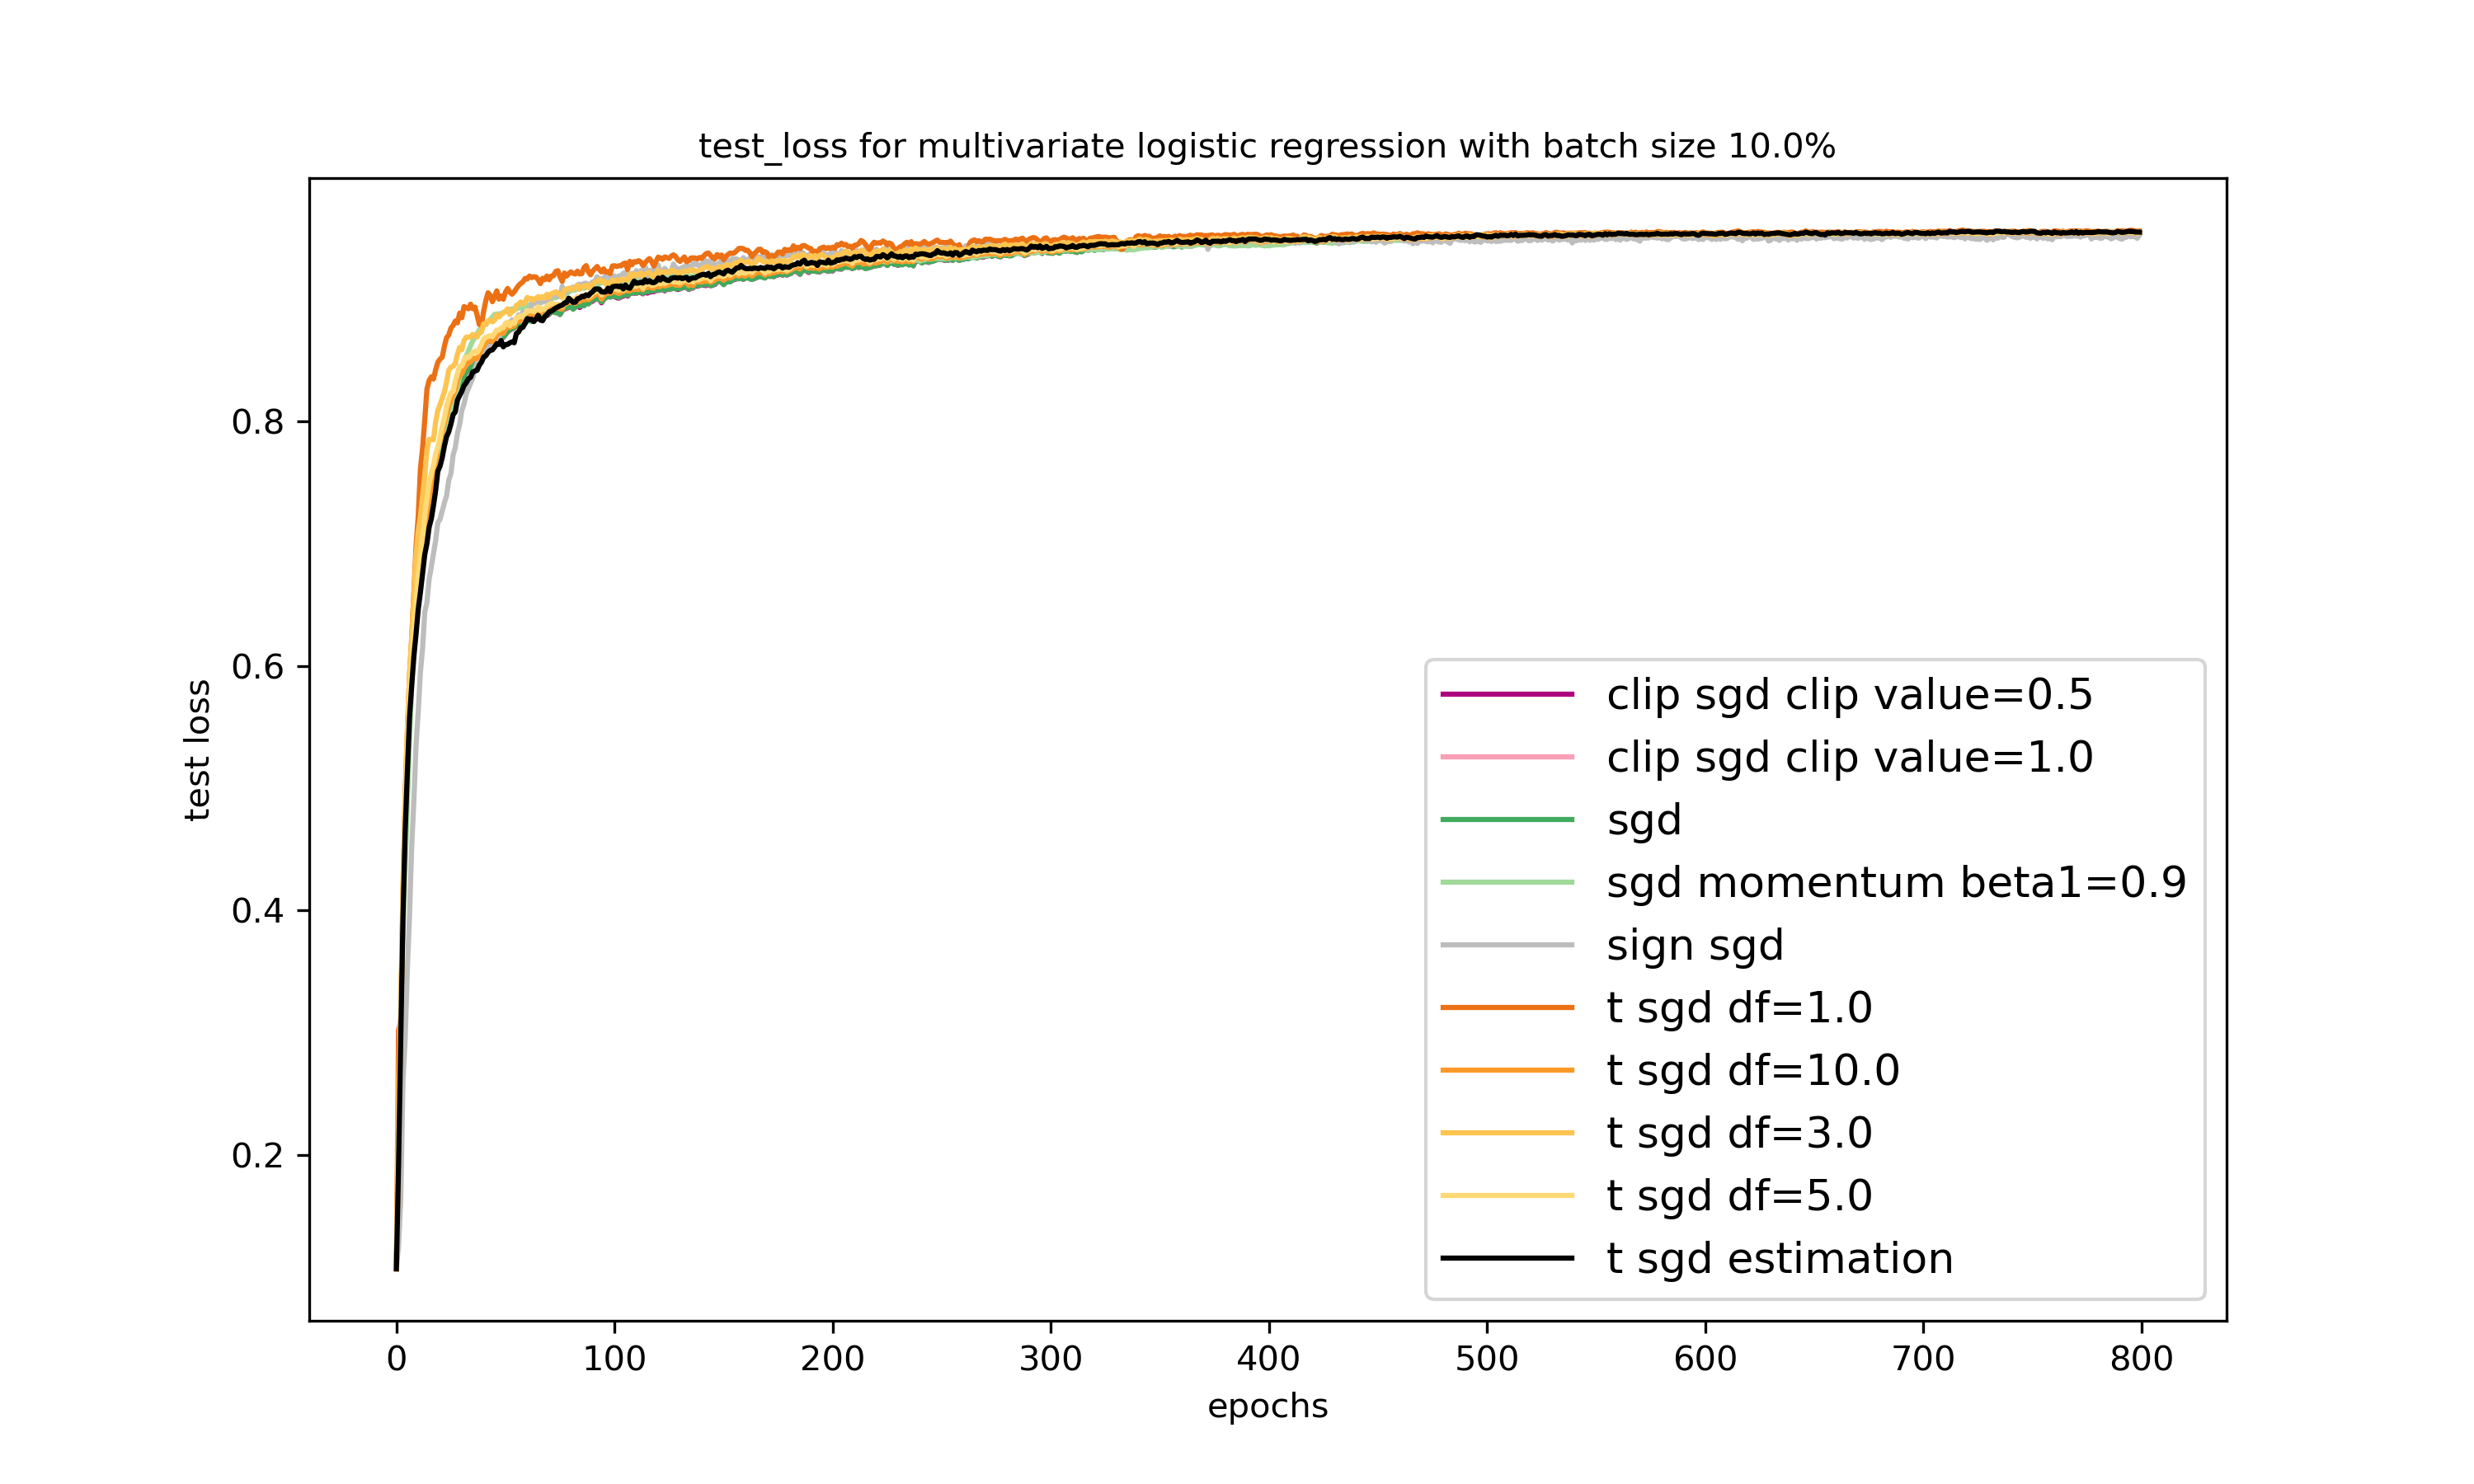 test_loss for multivariate logistic regression with batch size 10.0%
test loss
0.8
0.6
0.4
0.2
clip sgd clip value=0.5
clip sgd clip value=1.0
sgd
sgd momentum beta1=0.9
sign sgd
t sgd df=1.0
t sgd df=10.0
t sgd df=3.0
t sgd df=5.0
t sgd estimation
0 100 200 300 400 500 600 700 800
epochs